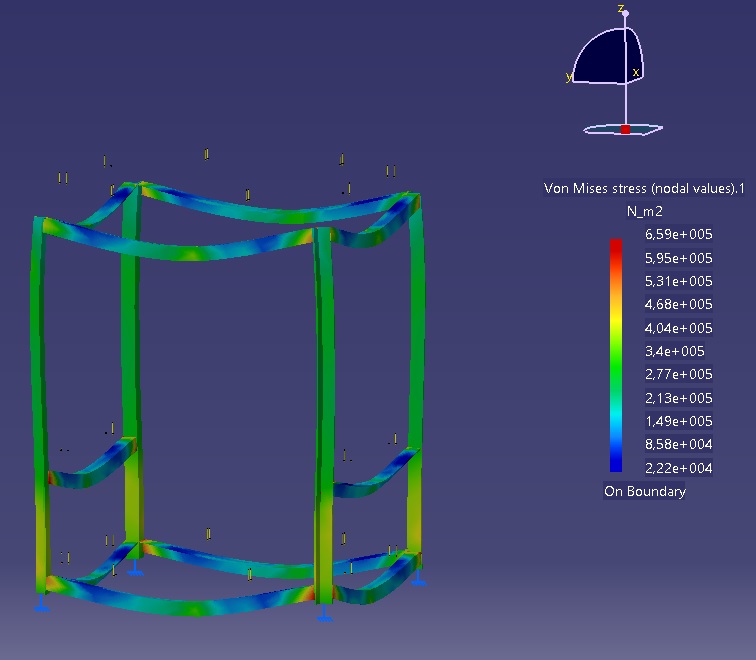 z
y
x
Von Mises stress (nodal values).1
N_m2
6,59e+005
5,95e+005
5,31e+005
4,68e+005
4,04e+005
3,4e+005
2,77e+005
2,13e+005
1,49e+005
8,58e+004
2,22e+004
On Boundary